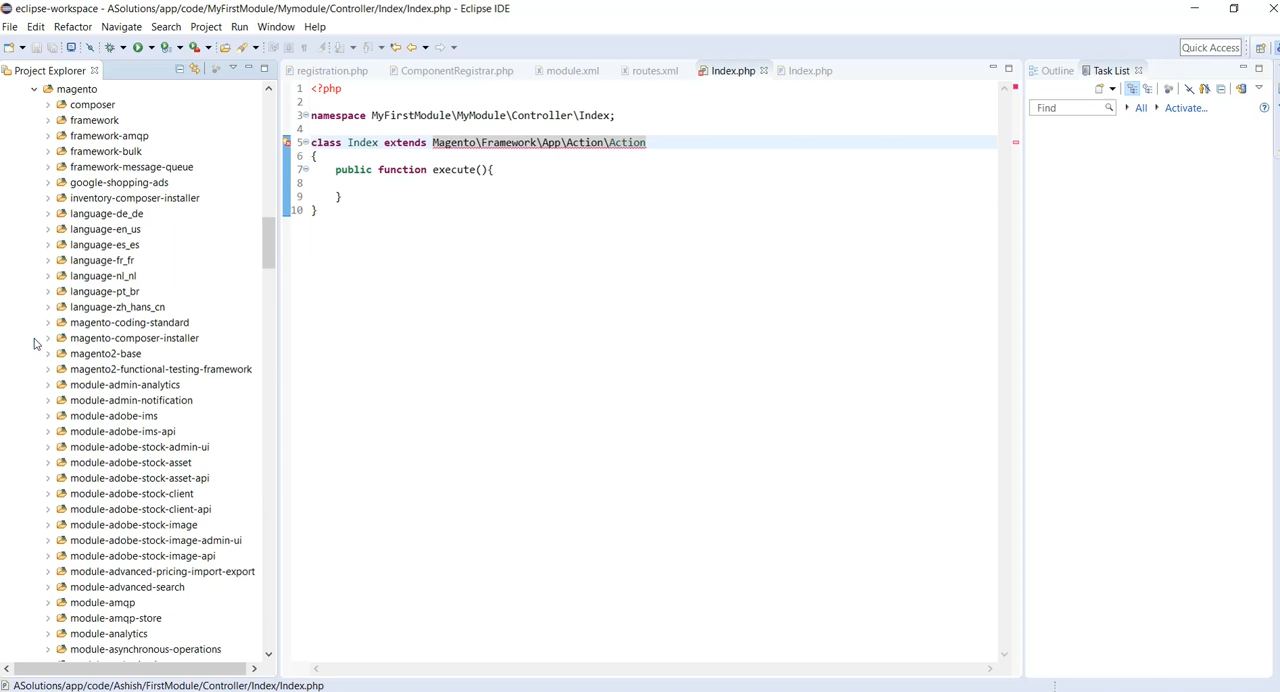 eclipse-workspace - ASolutions/app/code/MyFirstModule/Mymodule/Controller/Index/Index.php - Eclipse IDE
File Edit Refactor Navigate Search Project Run Window Help
Quick Access
Project Explorer
registration.php ComponentRegistrar.php module.xml routes.xml Index.php Index.php
Outline Task List
magento
composer
framework
framework-amqp
framework-bulk
framework-message-queue
google-shopping-ads
inventory-composer-installer
language-de_de
language-en_us
language-es_es
language-fr_fr
language-nl_nl
language-pt_br
language-zh_hans_cn
magento-coding-standard
magento-composer-installer
magento2-base
magento2-functional-testing-framework
module-admin-analytics
module-admin-notification
module-adobe-ims
module-adobe-ims-api
module-adobe-stock-admin-ui
module-adobe-stock-asset
module-adobe-stock-asset-api
module-adobe-stock-client
module-adobe-stock-client-api
module-adobe-stock-image
module-adobe-stock-image-admin-ui
module-adobe-stock-image-api
module-advanced-pricing-import-export
module-advanced-search
module-amqp
module-amqp-store
module-analytics
module-asynchronous-operations
1 <?php
2
3 namespace MyFirstModule\MyModule\Controller\Index;
4
5 class Index extends Magento\Framework\App\Action\Action
6 {
7 public function execute(){
8
9 }
10 }
Find All Activate...
ASolutions/app/code/Ashish/FirstModule/Controller/Index/Index.php